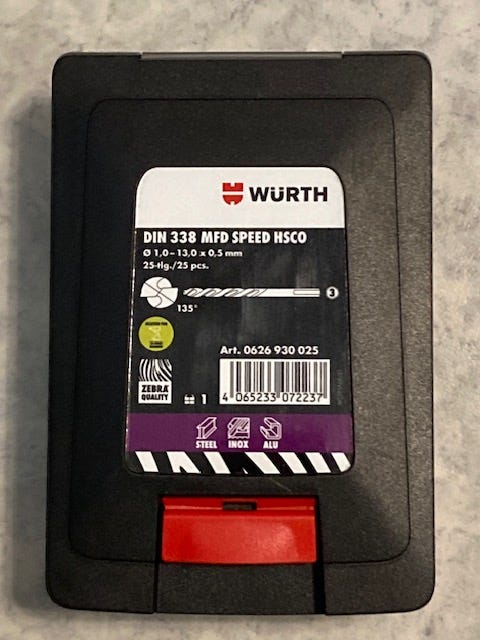 WÜRTH
DIN 338 MFD SPEED HSCO
Ø 1,0–13,0 x 0,5 mm
25-tlg./25 pcs.
3
135°
Art. 0626 930 025
ZEBRA
QUALITY
1
4 065233 072237
STEEL INOX ALU